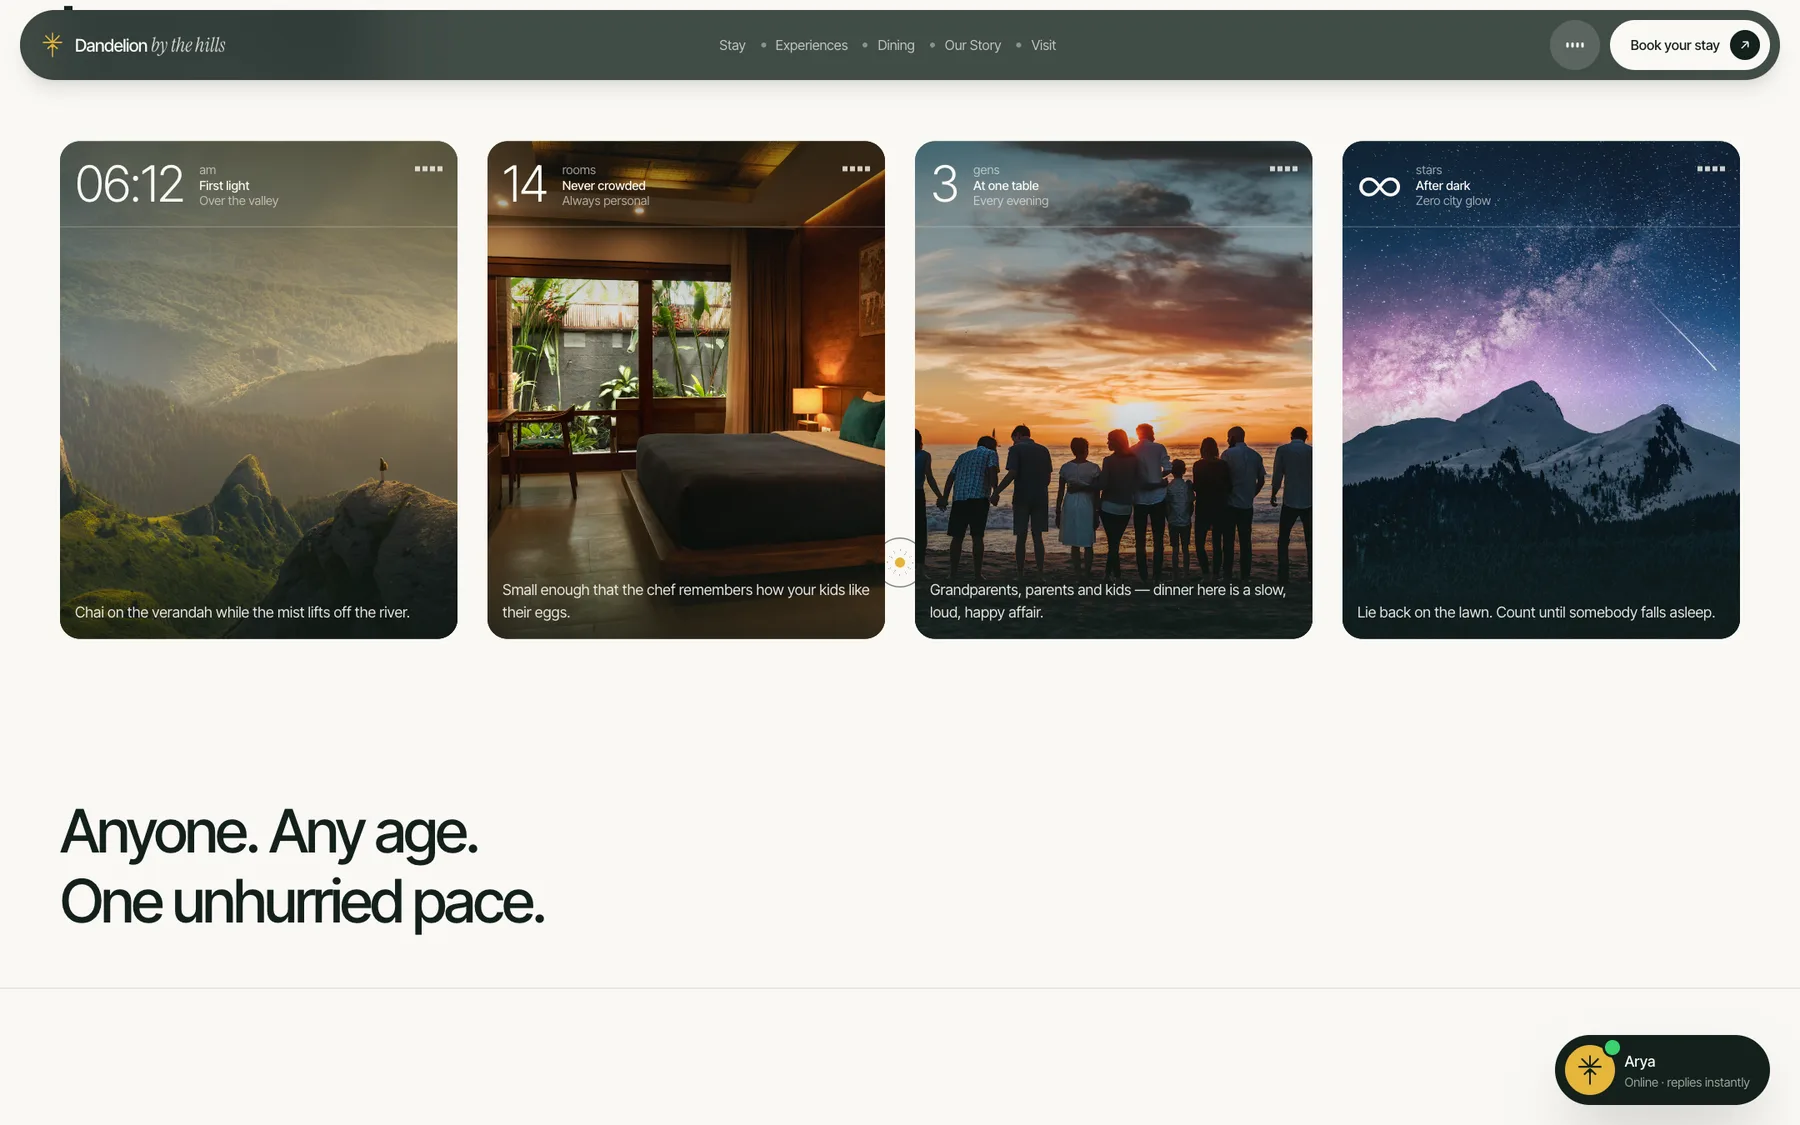 Dandelion by the hills
Stay • Experiences • Dining • Our Story • Visit
Book your stay
06:12
am
First light
Over the valley
Chai on the verandah while the mist lifts off the river.
14
rooms
Never crowded
Always personal
Small enough that the chef remembers how your kids like
their eggs.
3
gens
At one table
Every evening
Grandparents, parents and kids — dinner here is a slow,
loud, happy affair.
∞
stars
After dark
Zero city glow
Lie back on the lawn. Count until somebody falls asleep.
Anyone. Any age.
One unhurried pace.
Arya
Online · replies instantly